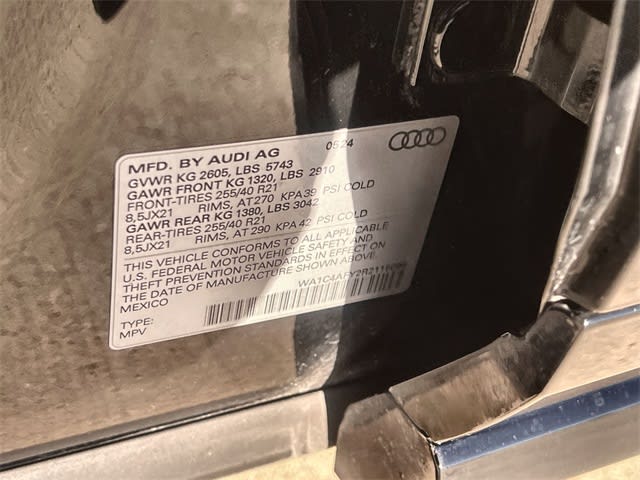 MFD. BY AUDI AG 0524
GVWR KG 2605, LBS 5743
GAWR FRONT KG 1320, LBS 2910
FRONT-TIRES 255/40 R21
8,5JX21 RIMS, AT 270 KPA 39 PSI COLD
GAWR REAR KG 1380, LBS 3042
REAR-TIRES 255/40 R21
8,5JX21 RIMS, AT 290 KPA 42 PSI COLD
THIS VEHICLE CONFORMS TO ALL APPLICABLE
U.S. FEDERAL MOTOR VEHICLE SAFETY AND
THEFT PREVENTION STANDARDS IN EFFECT ON
THE DATE OF MANUFACTURE SHOWN ABOVE.
MEXICO
TYPE:
MPV